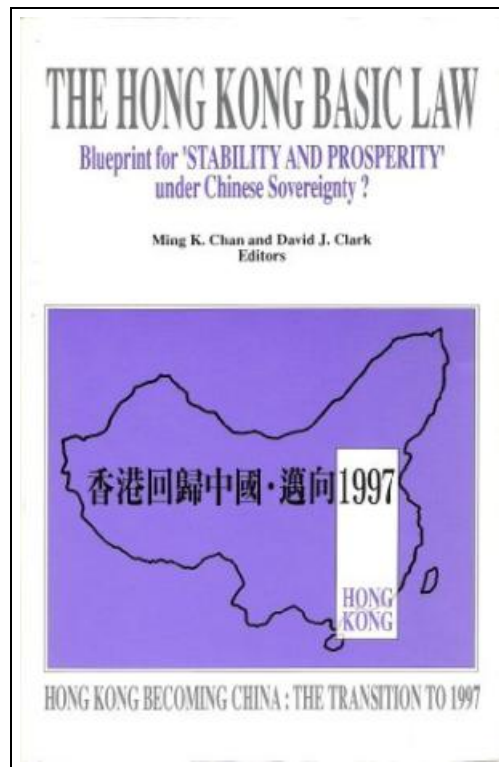 THE HONG KONG BASIC LAW
Blueprint for 'STABILITY AND PROSPERITY'
under Chinese Sovereignty ?
Ming K. Chan and David J. Clark
Editors
香港回歸中國·邁向1997
HONG
KONG
HONG KONG BECOMING CHINA : THE TRANSITION TO 1997